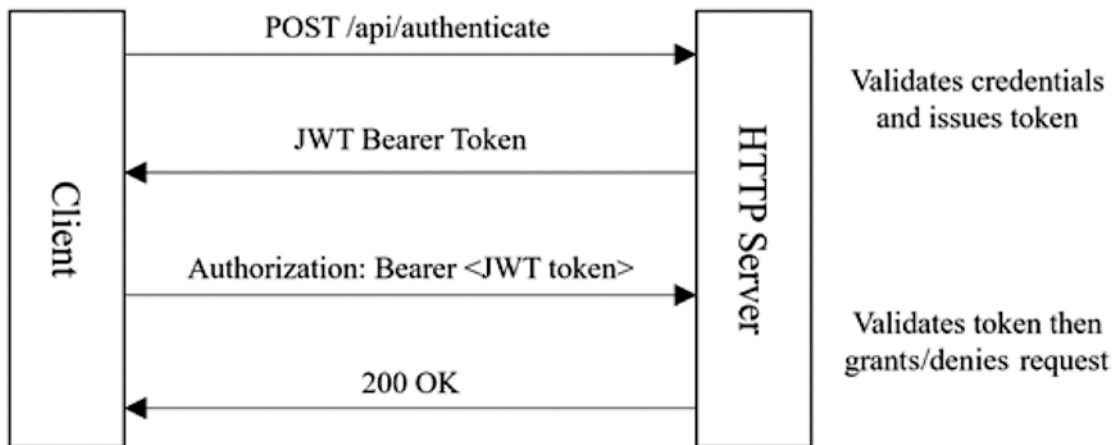 POST /api/authenticate
Validates credentials
and issues token
JWT Bearer Token
Client
HTTP Server
Authorization: Bearer <JWT token>
Validates token then
grants/denies request
200 OK